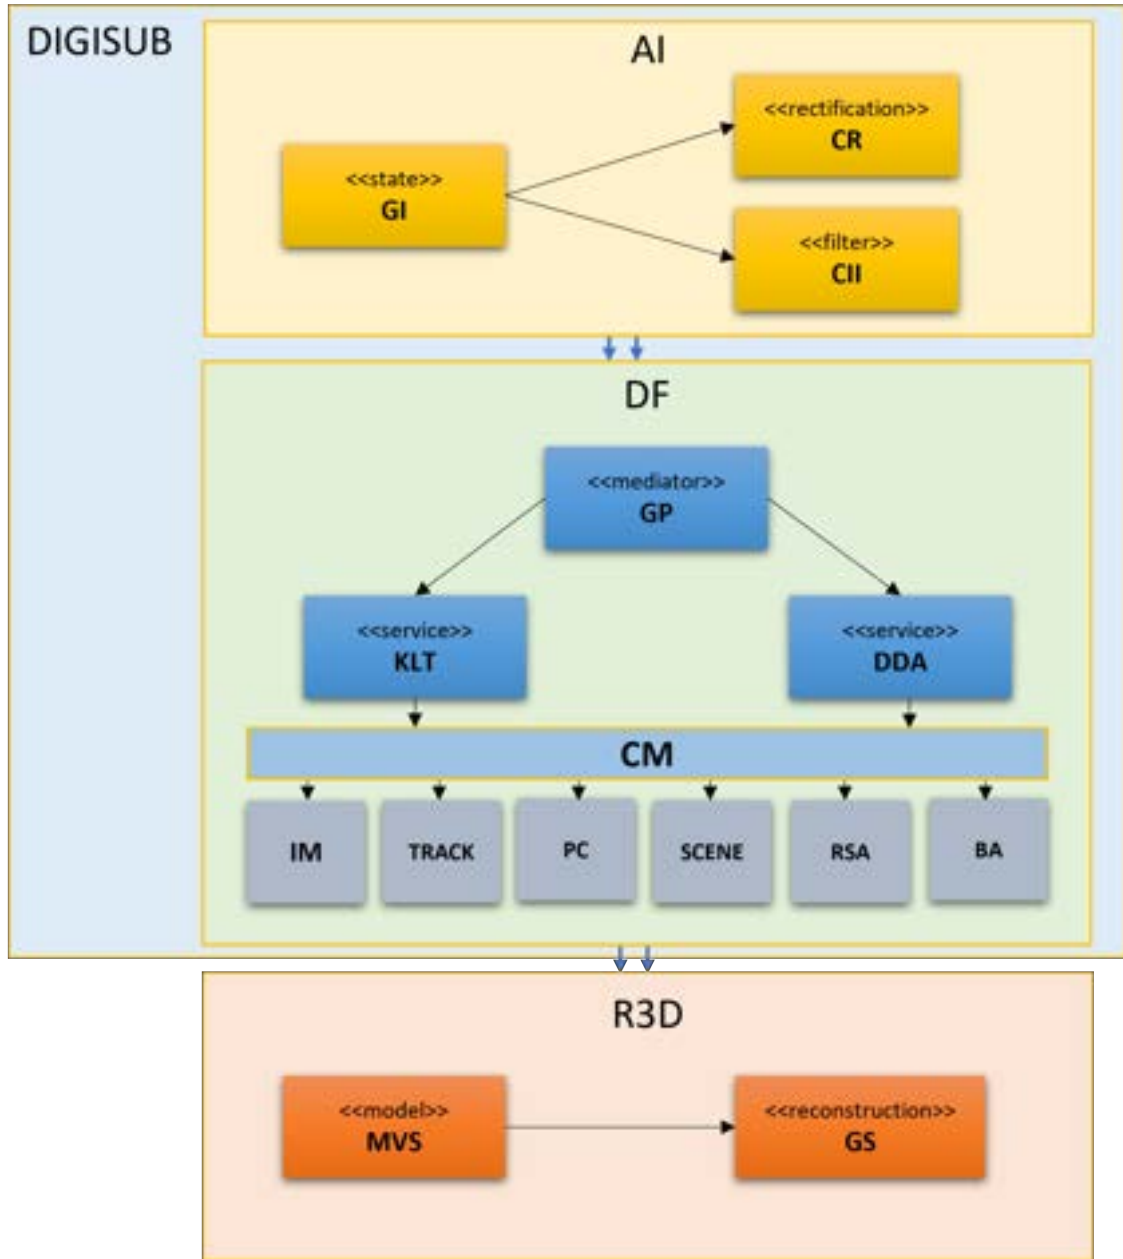 DIGISUB
AI
<<state>>
GI
<<rectification>>
CR
<<filter>>
CII
DF
<<mediator>>
GP
<<service>>
KLT
<<service>>
DDA
CM
IM
TRACK
PC
SCENE
RSA
BA
R3D
<<model>>
MVS
<<reconstruction>>
GS